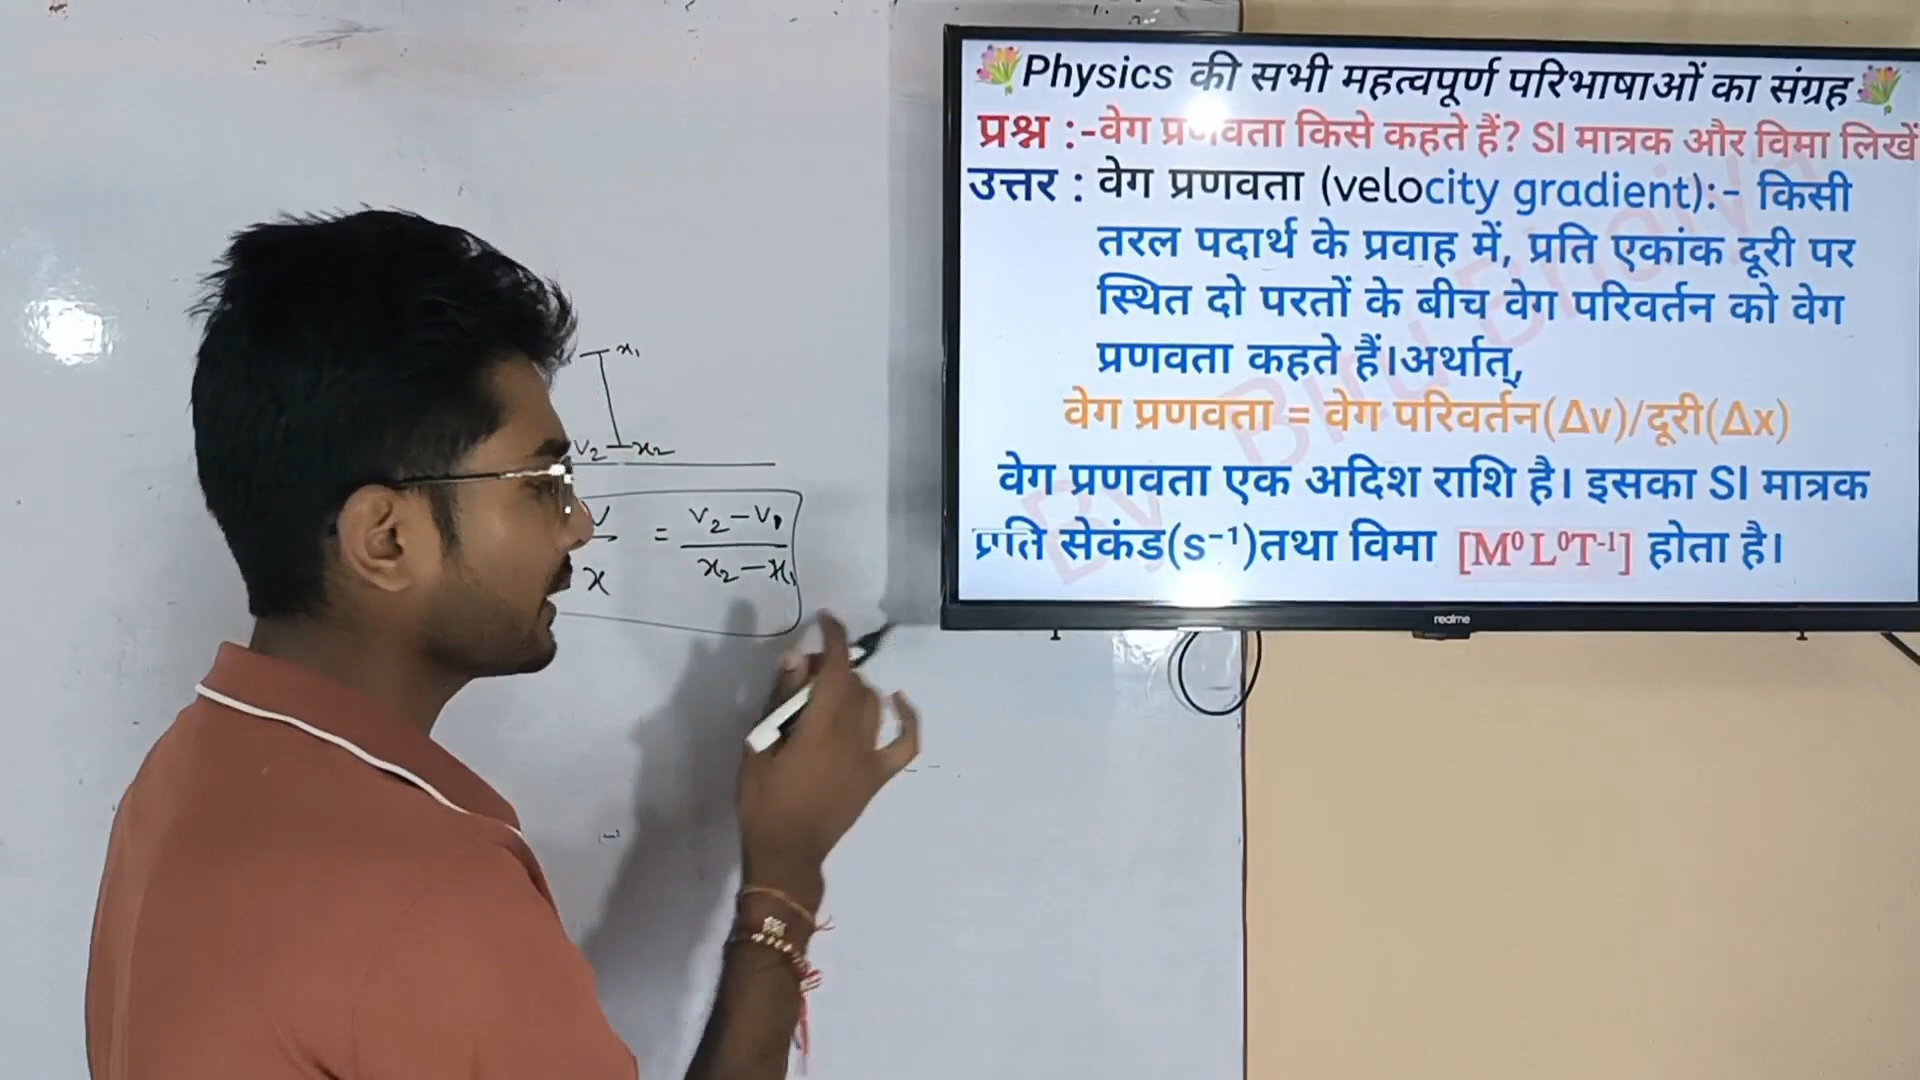 Physics की सभी महत्वपूर्ण परिभाषाओं का संग्रह
प्रश्न :-वेग प्रणवता किसे कहते हैं? SI मात्रक और विमा लिखें
उत्तर : वेग प्रणवता (velocity gradient):- किसी
तरल पदार्थ के प्रवाह में, प्रति एकांक दूरी पर
स्थित दो परतों के बीच वेग परिवर्तन को वेग
प्रणवता कहते हैं।अर्थात्,
वेग प्रणवता = वेग परिवर्तन(Δv)/दूरी(Δx)
वेग प्रणवता एक अदिश राशि है। इसका SI मात्रक
प्रति सेकंड(s⁻¹)तथा विमा [M⁰L⁰T⁻¹] होता है।
realme
x₁
v₂ x₂
v = v₂-v₁
x x₂-x₁